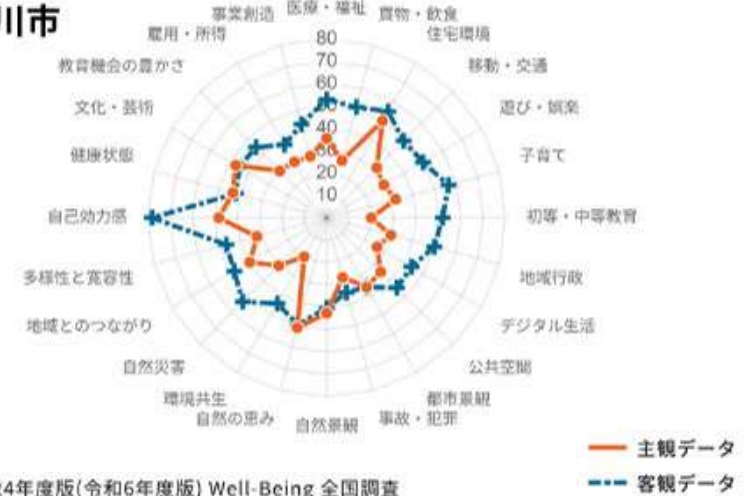 川市
事業創造
医療・福祉
買物・飲食
雇用・所得
住宅環境
80
70
60
40
30
20
10
教育機会の豊かさ
移動・交通
文化・芸術
遊び・娯楽
健康状態
子育て
自己効力感
初等・中等教育
多様性と寛容性
地域行政
地域とのつながり
デジタル生活
自然災害
公共空間
環境共生
都市景観
自然の恵み
自然景観
事故・犯罪
主観データ
客観データ
4年度版(令和6年度版) Well-Being 全国調査